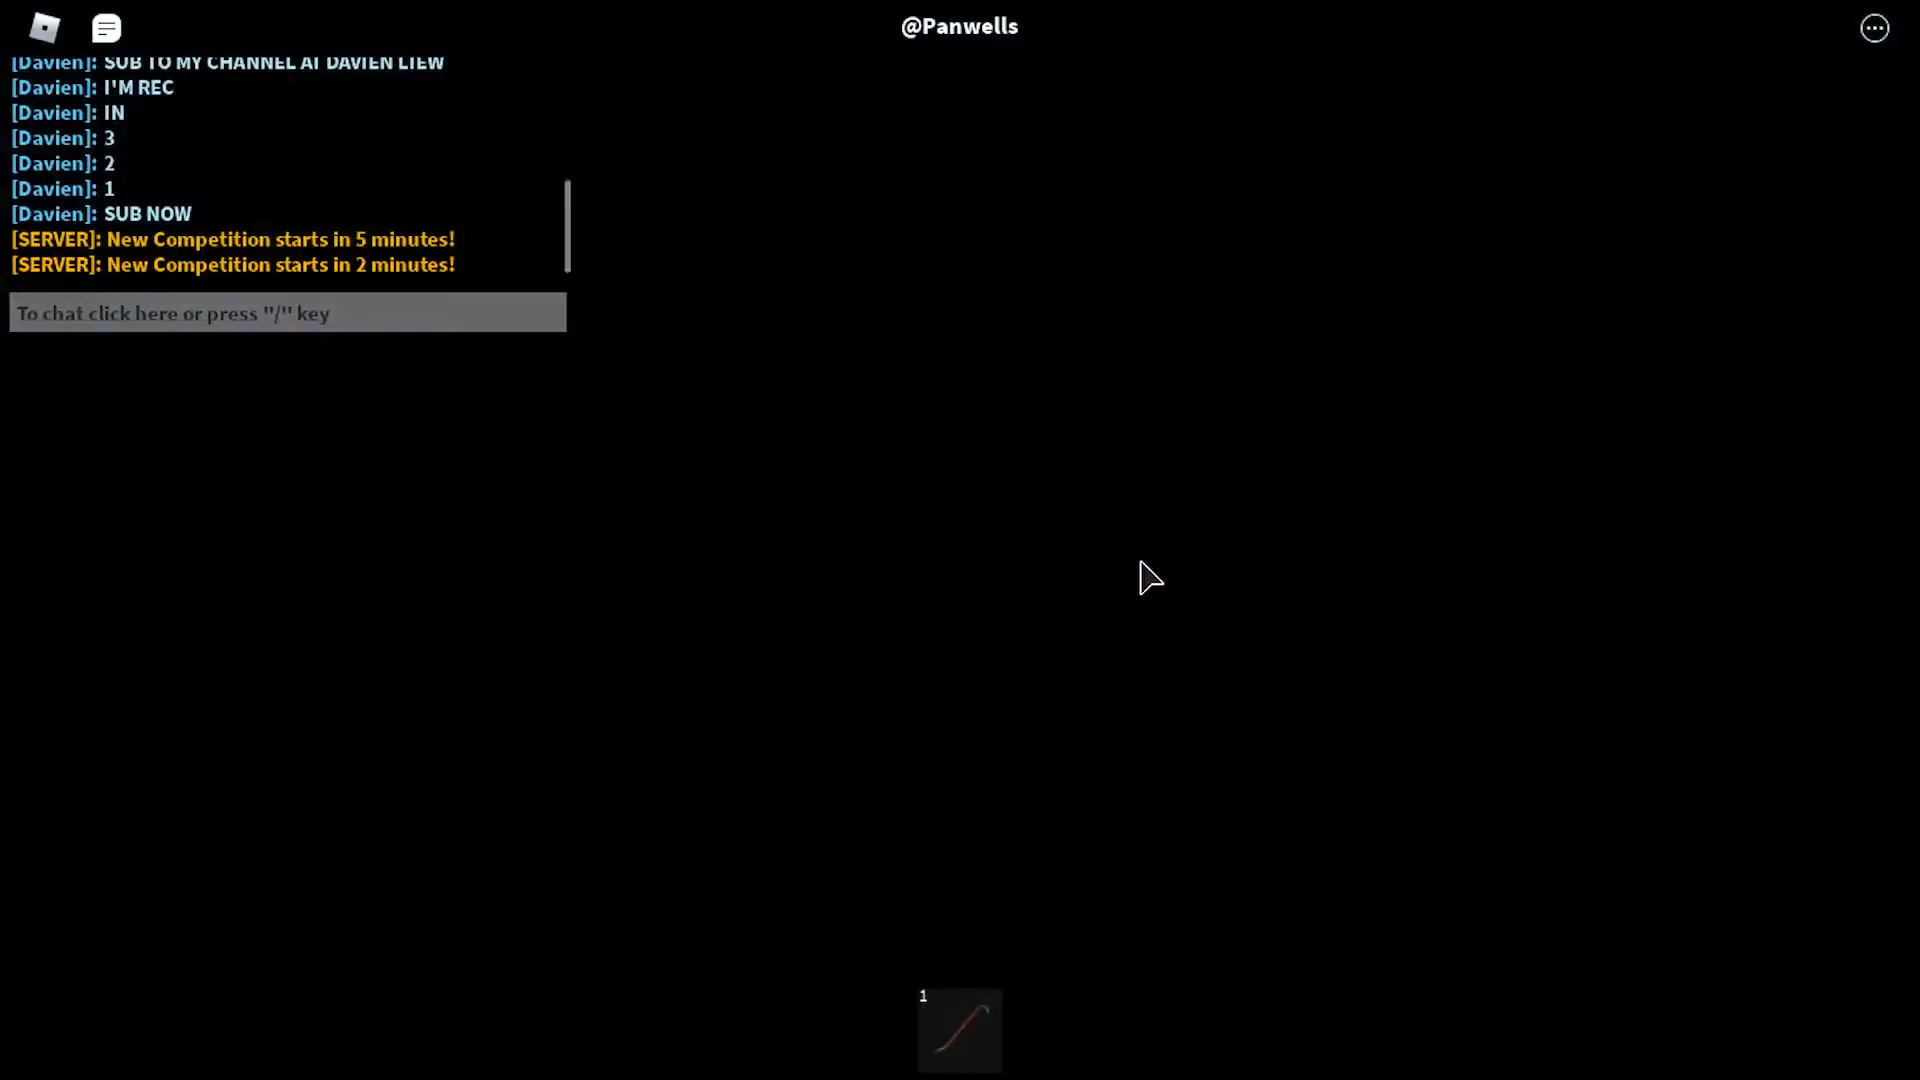 @Panwells
[Davien]: SUB TO MY CHANNEL AT DAVIEN LIEW
[Davien]: I'M REC
[Davien]: IN
[Davien]: 3
[Davien]: 2
[Davien]: 1
[Davien]: SUB NOW
[SERVER]: New Competition starts in 5 minutes!
[SERVER]: New Competition starts in 2 minutes!
To chat click here or press "/" key
1